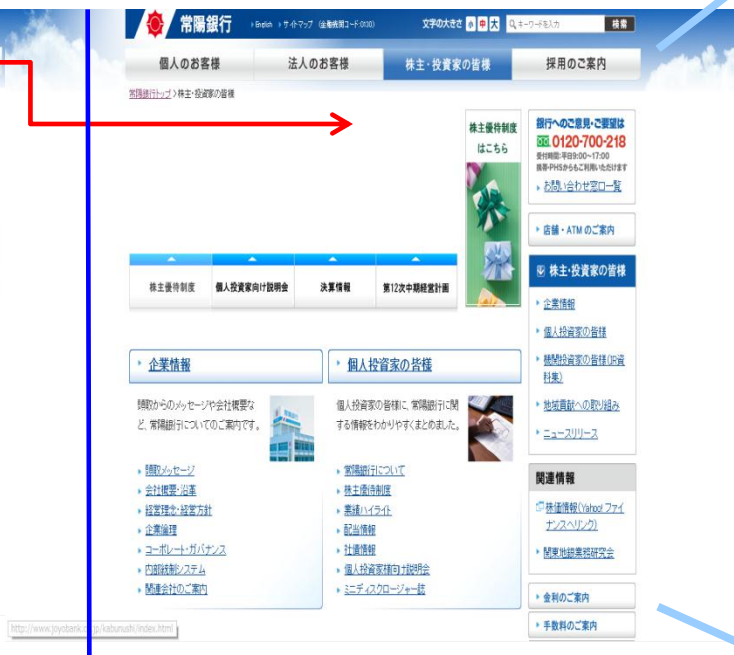 常陽銀行 English サイトマップ (金融機関コード:0130) 文字の大きさ 小 中 大 キーワードを入力 検索
個人のお客様 法人のお客様 株主・投資家の皆様 採用のご案内
常陽銀行トップ > 株主・投資家の皆様
株主優待制度
はこちら
銀行へのご意見・ご要望は
0120-700-218
受付時間:平日9:00~17:00
携帯・PHSからもご利用いただけます
お問い合わせ窓口一覧
店舗・ATM のご案内
株主優待制度 個人投資家向け説明会 決算情報 第12次中期経営計画
株主・投資家の皆様
企業情報
個人投資家の皆様
機関投資家の皆様(IR資
料集)
地域貢献への取り組み
ニュースリリース
企業情報
頭取からのメッセージや会社概要な
ど、常陽銀行についてのご案内です。
頭取メッセージ
会社概要・沿革
経営理念・経営方針
企業倫理
コーポレート・ガバナンス
内部統制システム
関連会社のご案内
個人投資家の皆様
個人投資家の皆様に、常陽銀行に関
する情報をわかりやすくまとめました。
常陽銀行について
株主優待制度
業績ハイライト
配当情報
社債情報
個人投資家様向け説明会
ミニディスクロージャー誌
関連情報
株価情報(Yahoo! ファイ
ナンスへリンク)
関東地銀業務研究会
金利のご案内
手数料のご案内
http://www.joyobank.co.jp/kabunushi/index.html